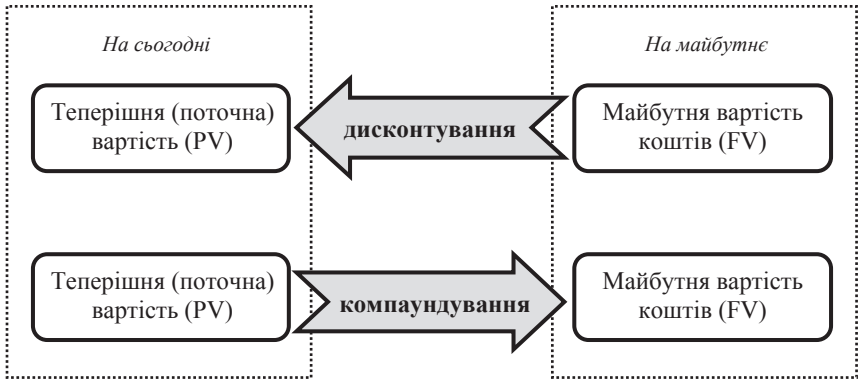 На сьогодні
На майбутнє
Теперішня (поточна)
вартість (PV)
дисконтування
Майбутня вартість
коштів (FV)
Теперішня (поточна)
вартість (PV)
компаундування
Майбутня вартість
коштів (FV)